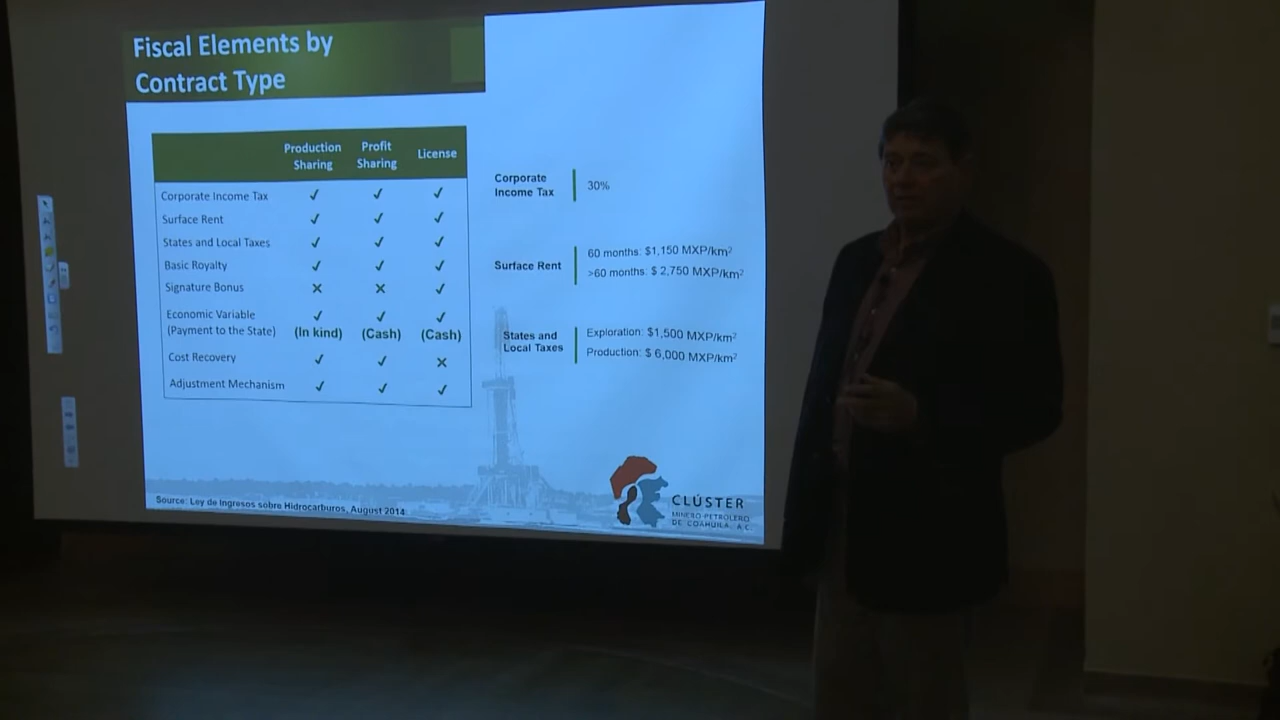 Fiscal Elements by
Contract Type
Production
Sharing
Profit
Sharing
License
Corporate Income Tax ✓ ✓ ✓
Surface Rent ✓ ✓ ✓
States and Local Taxes ✓ ✓ ✓
Basic Royalty ✓ ✓ ✓
Signature Bonus × × ✓
Economic Variable ✓ ✓ ✓
(Payment to the State) (In kind) (Cash) (Cash)
Cost Recovery ✓ ✓ ×
Adjustment Mechanism ✓ ✓ ✓
Corporate
Income Tax
30%
Surface Rent
60 months: $1,150 MXP/km²
>60 months: $ 2,750 MXP/km²
States and
Local Taxes
Exploration: $1,500 MXP/km²
Production: $ 6,000 MXP/km²
Source: Ley de Ingresos sobre Hidrocarburos, August 2014
CLÚSTER
MINERO-PETROLERO
DE COAHUILA, A.C.